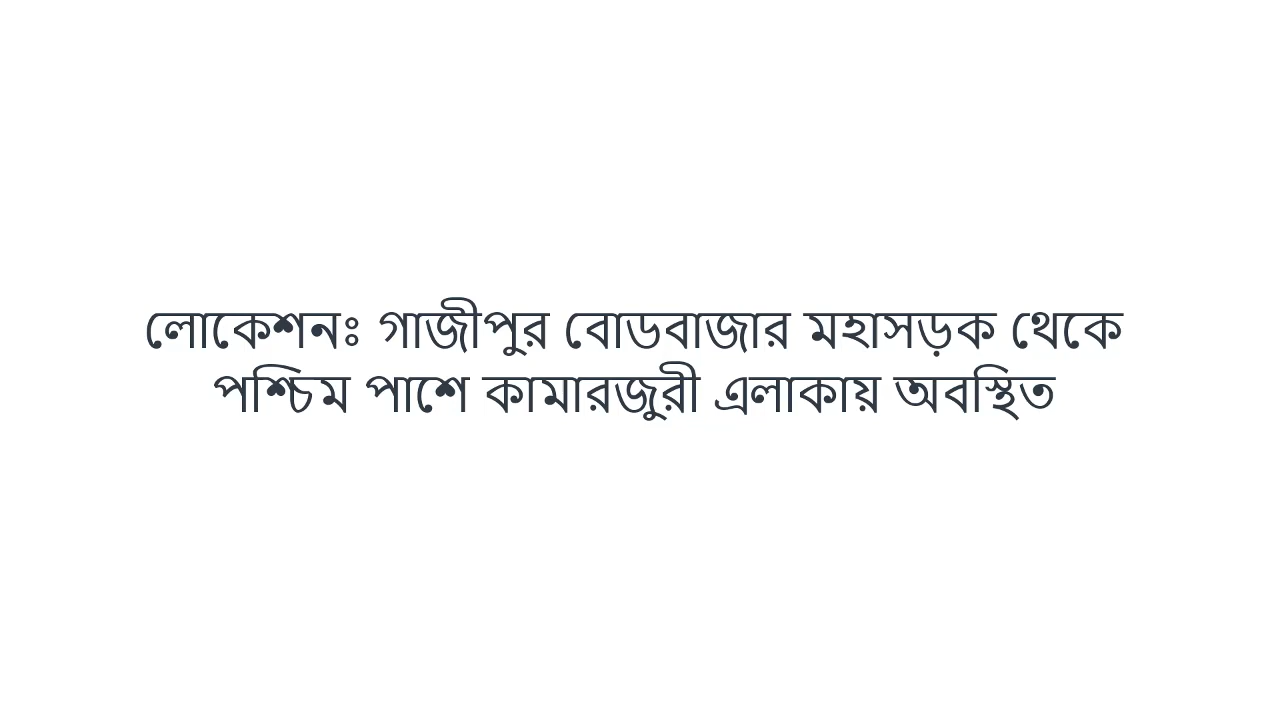 লোকেশনঃ গাজীপুর বোডবাজার মহাসড়ক থেকে
পশ্চিম পাশে কামারজুরী এলাকায় অবস্থিত